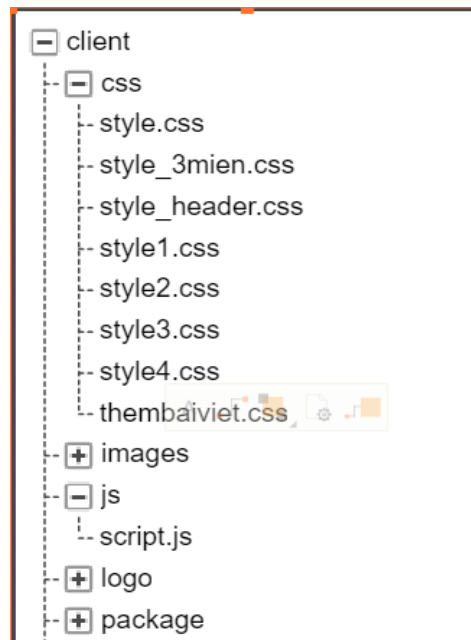 client
css
style.css
style_3mien.css
style_header.css
style1.css
style2.css
style3.css
style4.css
thembaiviet.css
images
js
script.js
logo
package